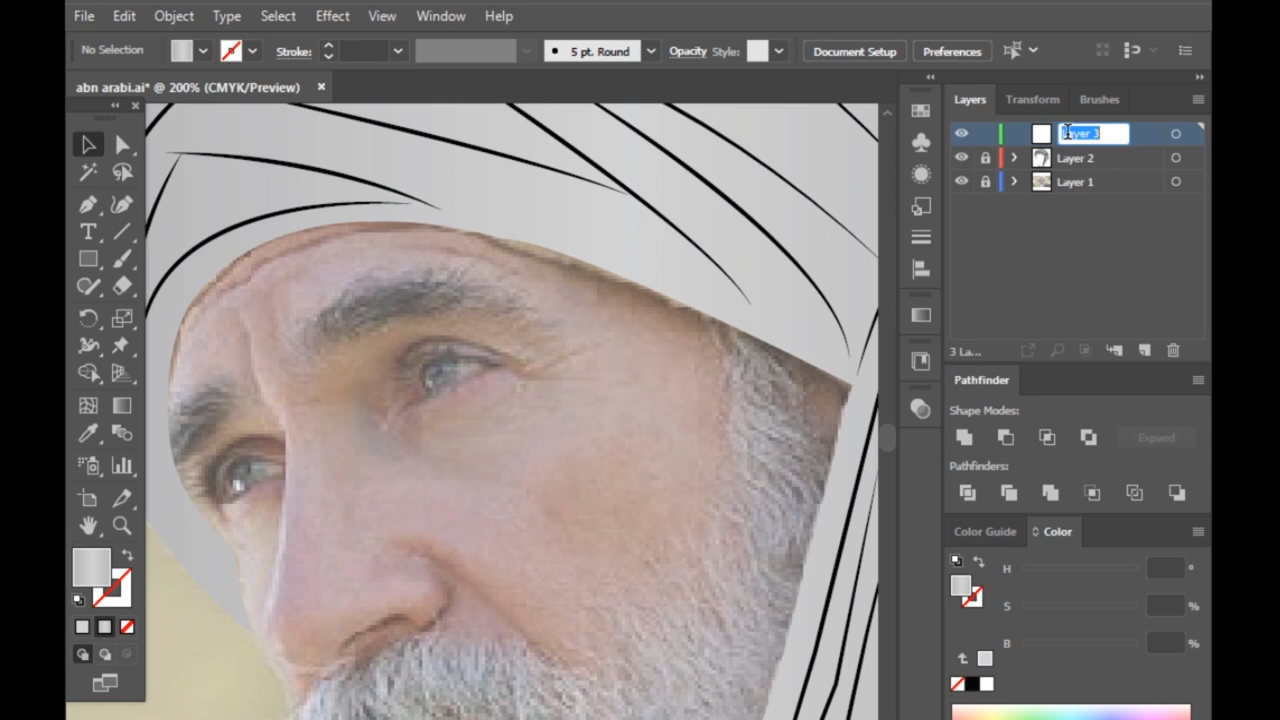 File Edit Object Type Select Effect View Window Help
No Selection Stroke: 5 pt. Round Opacity Style: Document Setup Preferences
abn arabi.ai* @ 200% (CMYK/Preview)
Layers Transform Brushes
Layer 3
Layer 2
Layer 1
3 La...
Pathfinder
Shape Modes:
Expand
Pathfinders:
Color Guide Color
H °
S %
B %